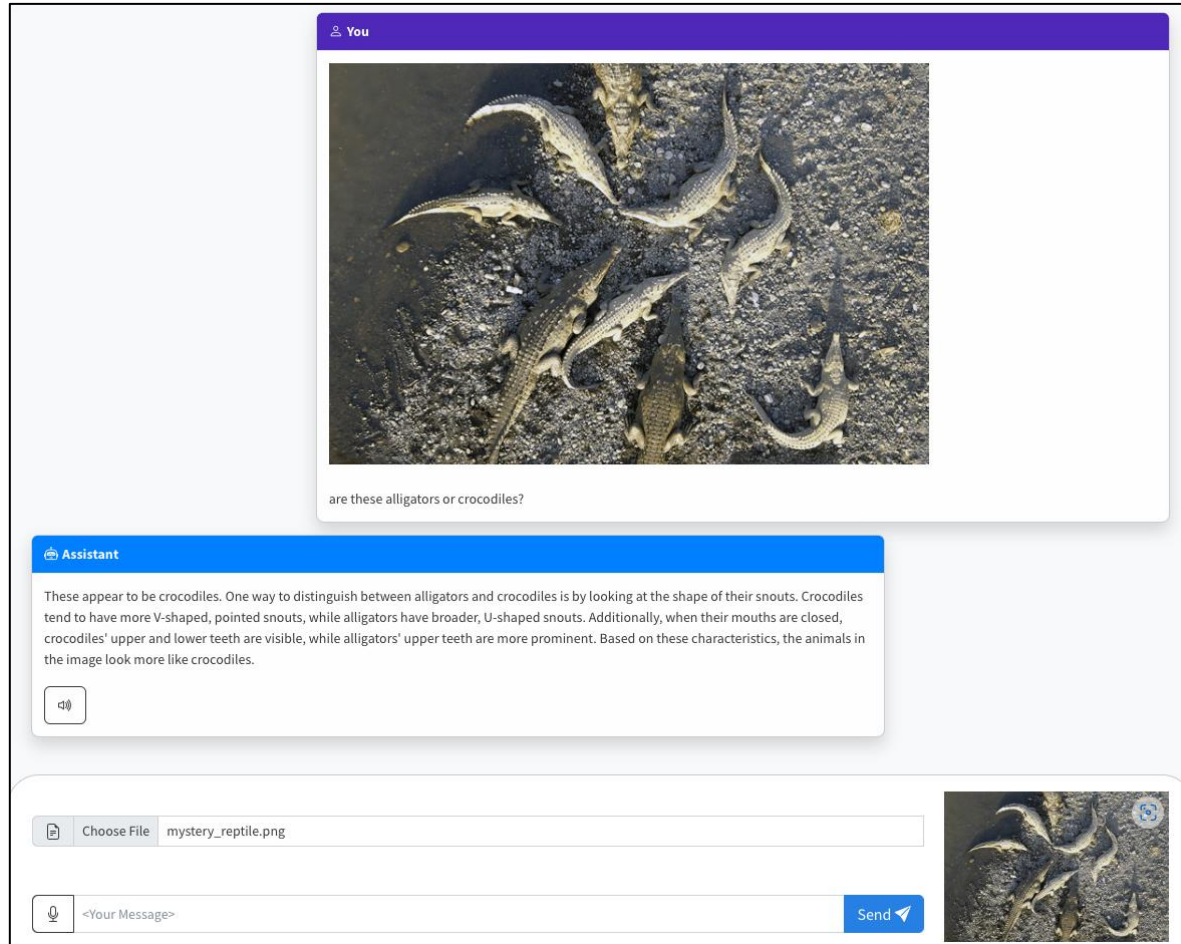 You
are these alligators or crocodiles?
Assistant
These appear to be crocodiles. One way to distinguish between alligators and crocodiles is by looking at the shape of their snouts. Crocodiles
tend to have more V-shaped, pointed snouts, while alligators have broader, U-shaped snouts. Additionally, when their mouths are closed,
crocodiles' upper and lower teeth are visible, while alligators' upper teeth are more prominent. Based on these characteristics, the animals in
the image look more like crocodiles.
Choose File mystery_reptile.png
<Your Message> Send